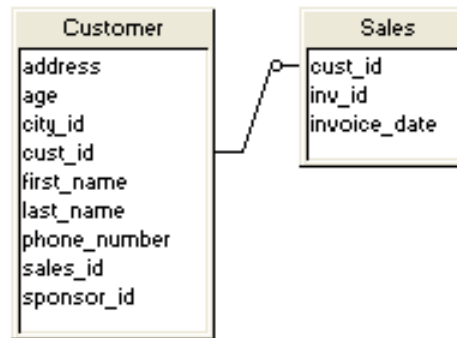 Customer
address
age
city_id
cust_id
first_name
last_name
phone_number
sales_id
sponsor_id
Sales
cust_id
inv_id
invoice_date